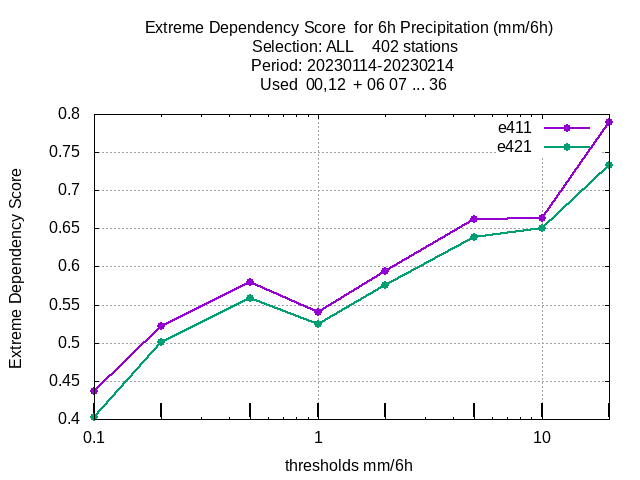 Extreme Dependency Score  for 6h Precipitation (mm/6h)
Selection: ALL    402 stations
Period: 20230114-20230214
Used  00,12  + 06 07 ... 36
0.8
0.75
0.7
0.65
0.6
0.55
0.5
0.45
0.4
Extreme Dependency Score
e411
e421
0.1
1
10
thresholds mm/6h